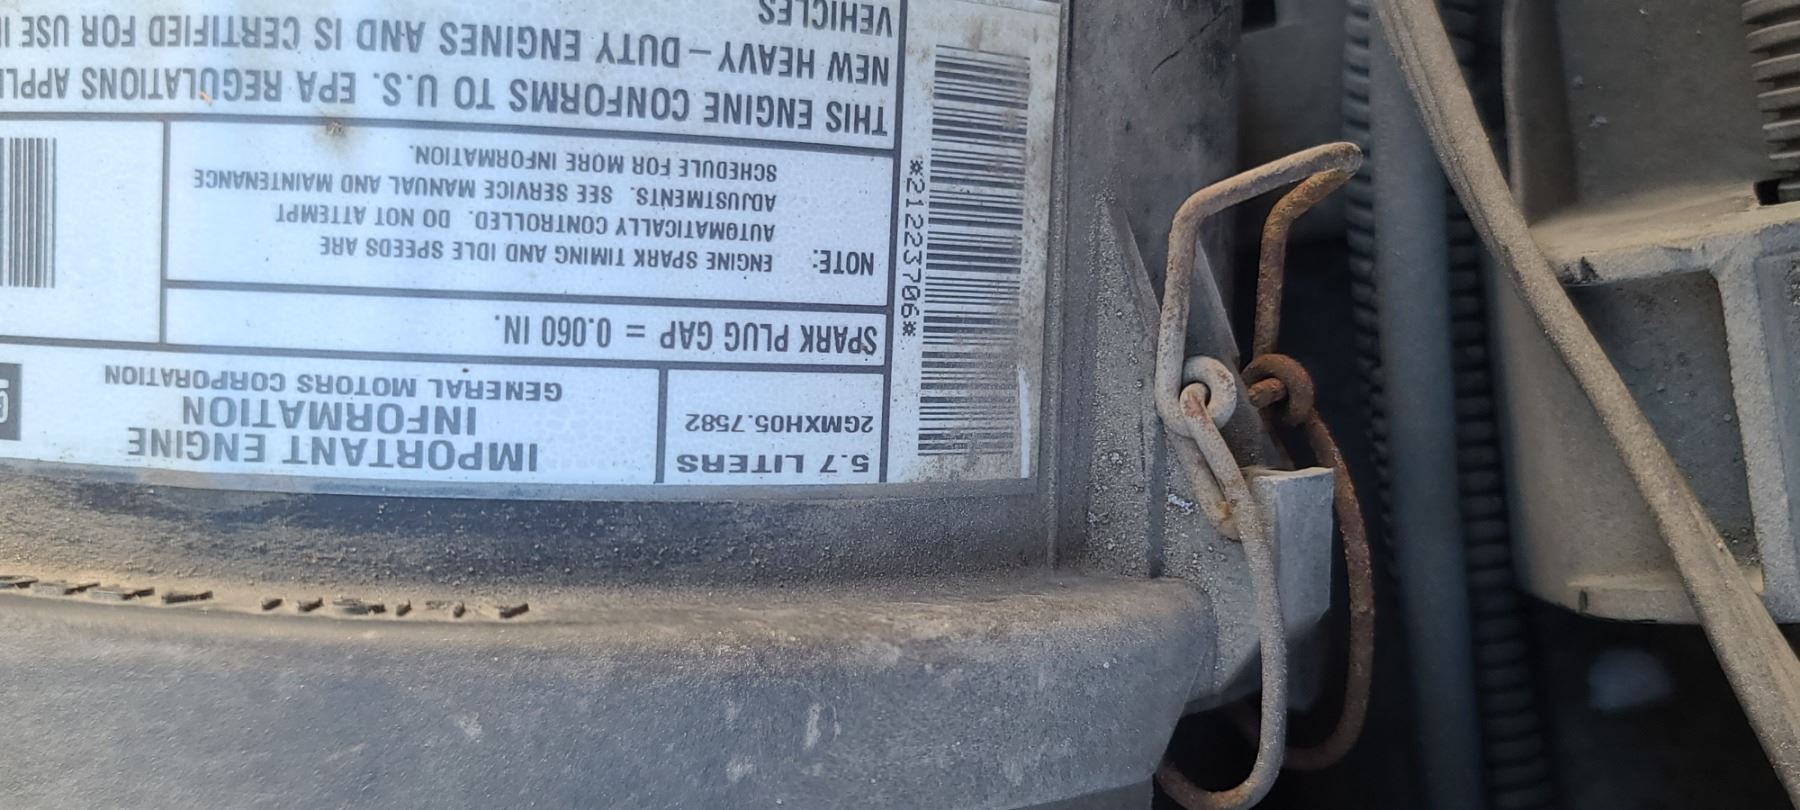 5.7 LITERS
2GMXH05.7582
IMPORTANT ENGINE
INFORMATION
GENERAL MOTORS CORPORATION
SPARK PLUG GAP = 0.060 IN.
NOTE: ENGINE SPARK TIMING AND IDLE SPEEDS ARE
AUTOMATICALLY CONTROLLED. DO NOT ATTEMPT
ADJUSTMENTS. SEE SERVICE MANUAL AND MAINTENANCE
SCHEDULE FOR MORE INFORMATION.
THIS ENGINE CONFORMS TO U.S. EPA REGULATIONS
NEW HEAVY-DUTY ENGINES AND IS CERTIFIED FOR USE
VEHICLES
*21223706*